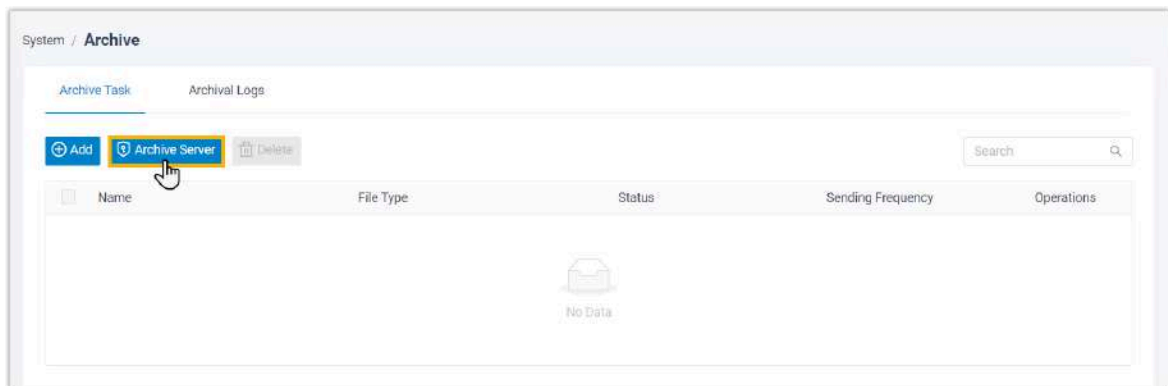 System / Archive
Archive Task Archival Logs
Add Archive Server Delete Search
Name File Type Status Sending Frequency Operations
No Data